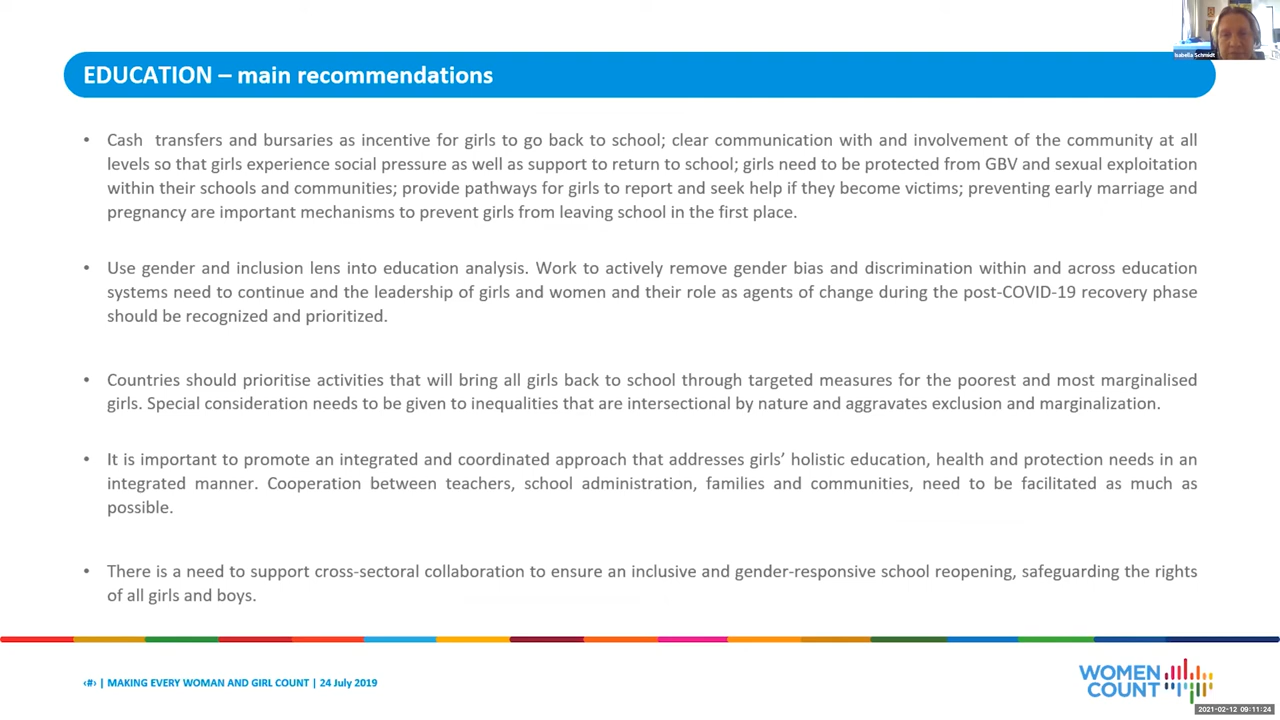 Isabella Schmidt
EDUCATION – main recommendations
• Cash transfers and bursaries as incentive for girls to go back to school; clear communication with and involvement of the community at all
levels so that girls experience social pressure as well as support to return to school; girls need to be protected from GBV and sexual exploitation
within their schools and communities; provide pathways for girls to report and seek help if they become victims; preventing early marriage and
pregnancy are important mechanisms to prevent girls from leaving school in the first place.
• Use gender and inclusion lens into education analysis. Work to actively remove gender bias and discrimination within and across education
systems need to continue and the leadership of girls and women and their role as agents of change during the post-COVID-19 recovery phase
should be recognized and prioritized.
• Countries should prioritise activities that will bring all girls back to school through targeted measures for the poorest and most marginalised
girls. Special consideration needs to be given to inequalities that are intersectional by nature and aggravates exclusion and marginalization.
• It is important to promote an integrated and coordinated approach that addresses girls’ holistic education, health and protection needs in an
integrated manner. Cooperation between teachers, school administration, families and communities, need to be facilitated as much as
possible.
• There is a need to support cross-sectoral collaboration to ensure an inclusive and gender-responsive school reopening, safeguarding the rights
of all girls and boys.
‹#› | MAKING EVERY WOMAN AND GIRL COUNT | 24 July 2019
WOMEN
COUNT
2021-02-12 09:11:24